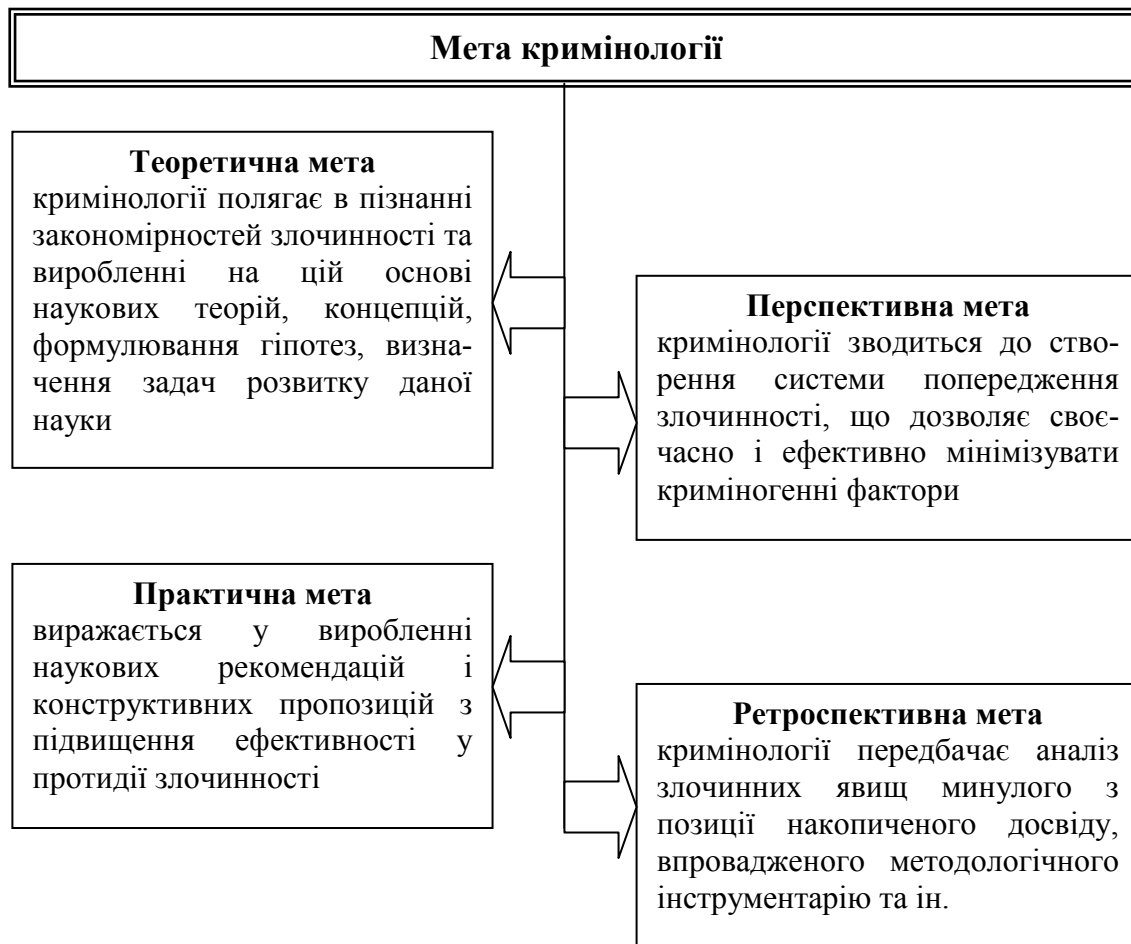 Мета кримінології
Теоретична мета
кримінології полягає в пізнанні
закономірностей злочинності та
виробленні на цій основі
наукових теорій, концепцій,
формулювання гіпотез, визна-
чення задач розвитку даної
науки
Перспективна мета
кримінології зводиться до ство-
рення системи попередження
злочинності, що дозволяє своє-
часно і ефективно мінімізувати
криміногенні фактори
Практична мета
виражається у виробленні
наукових рекомендацій і
конструктивних пропозицій з
підвищення ефективності у
протидії злочинності
Ретроспективна мета
кримінології передбачає аналіз
злочинних явищ минулого з
позиції накопиченого досвіду,
впровадженого методологічного
інструментарію та ін.